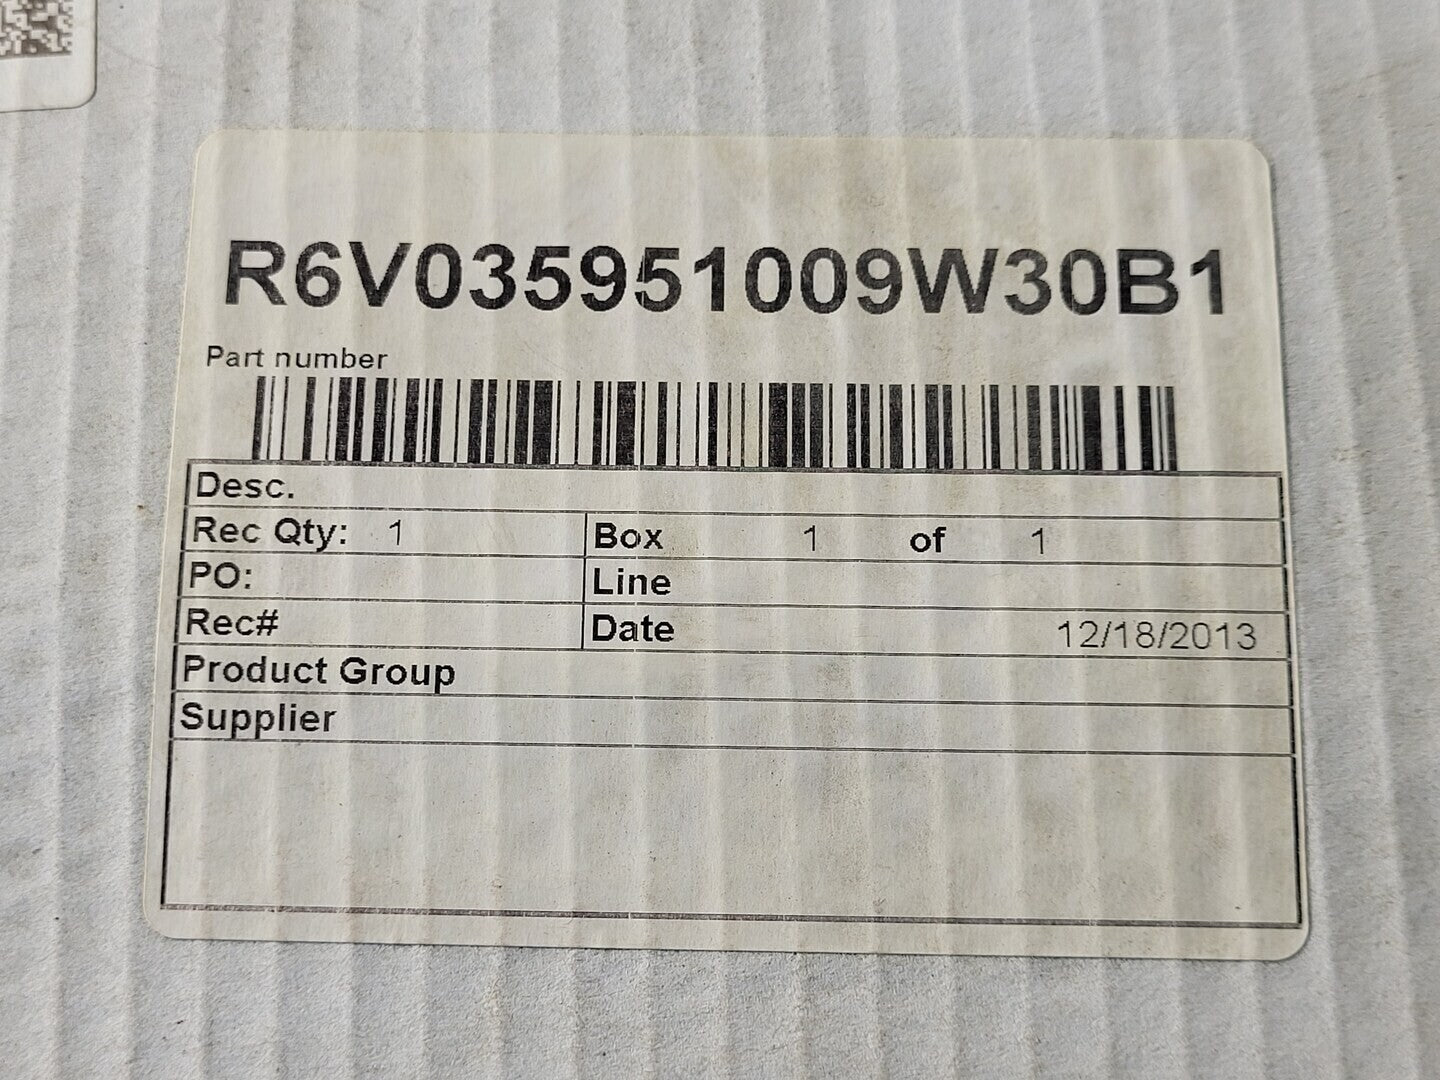 R6V035951009W30B1
Part number
Desc.
Rec Qty: 1 Box 1 of 1
PO: Line
Rec# Date 12/18/2013
Product Group
Supplier